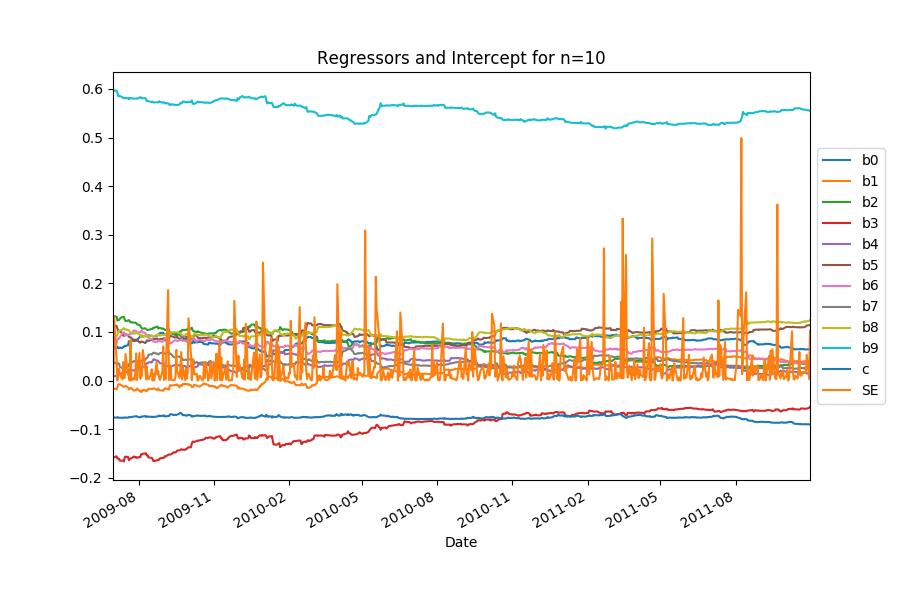 Regressors and Intercept for n=10
0.6
0.5
0.4
0.3
0.2
0.1
0.0
−0.1
−0.2
2009-08
2009-11
2010-02
2010-05
2010-08
2010-11
2011-02
2011-05
2011-08
Date
b0
b1
b2
b3
b4
b5
b6
b7
b8
b9
c
SE